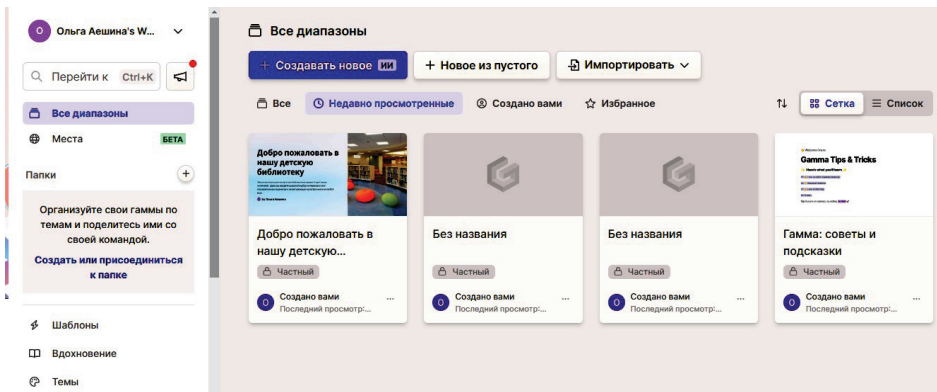 О
Ольга Аешина's W...
Перейти к
Ctrl+K
Все диапазоны
Места
БЕТА
Папки
Организуйте свои гаммы по
темам и поделитесь ими со
своей командой.
Создать или присоединиться
к папке
Шаблоны
Вдохновение
Темы
Все диапазоны
+ Создавать новое ИИ
+ Новое из пустого
Импортировать
Все
Недавно просмотренные
Создано вами
Избранное
Сетка
Список
Добро пожаловать в
нашу детскую
библиотеку
Добро пожаловать в
нашу детскую...
Частный
О
Создано вами
Последний просмотр:...
...
Без названия
Частный
О
Создано вами
Последний просмотр:...
...
Без названия
Частный
О
Создано вами
Последний просмотр:...
...
Gamma Tips & Tricks
Гамма: советы и
подсказки
Частный
О
Создано вами
Последний просмотр:...
...